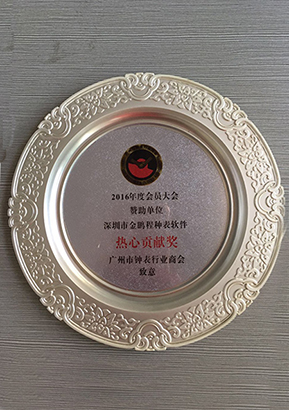 2016年度会员大会
赞助单位
深圳市金鹏程种表软件
热心贡献奖
广州市钟表行业商会
致意